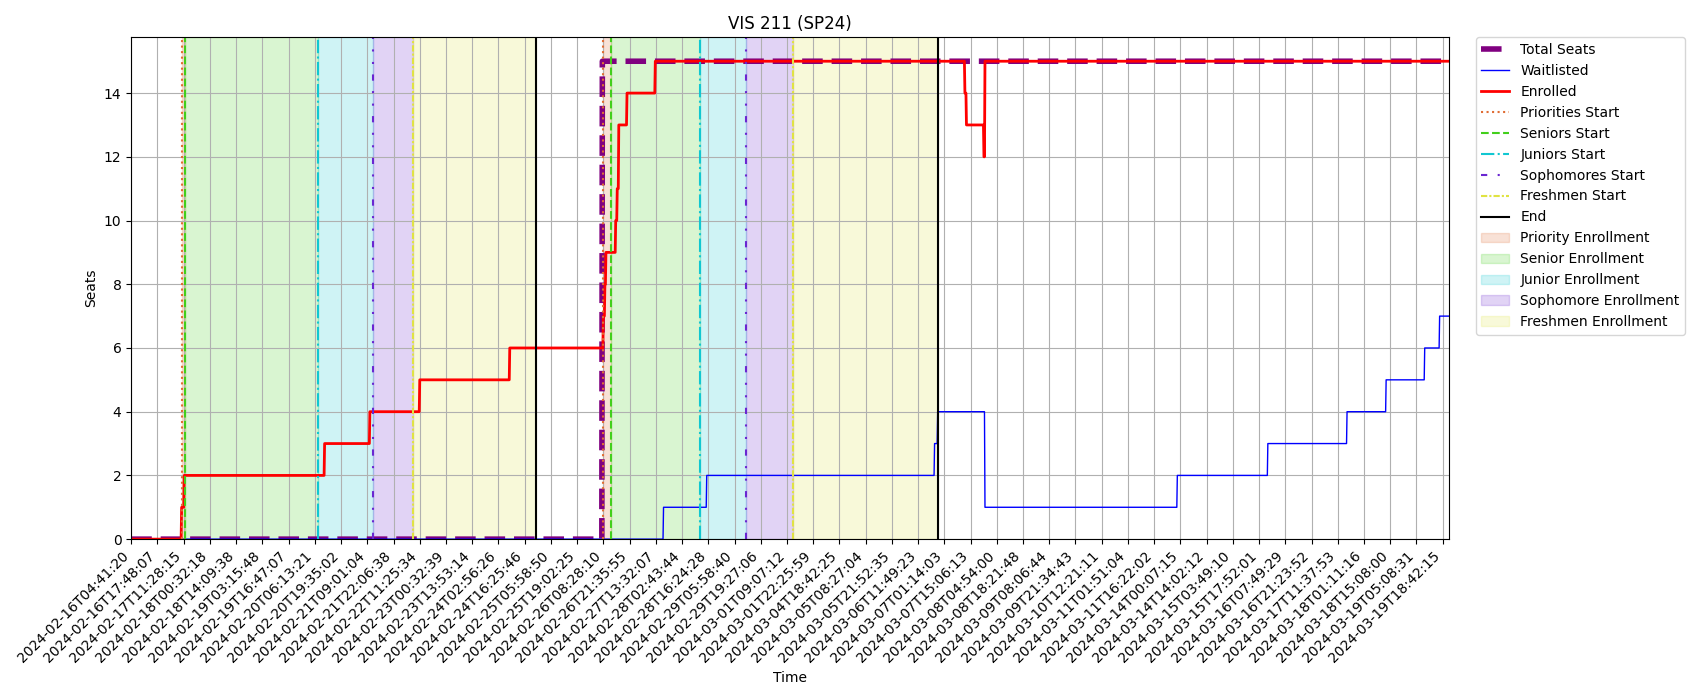 VIS 211 (SP24)
Seats
14
12
10
8
6
4
2
0
2024-02-16T04:41:20
2024-02-16T17:48:07
2024-02-17T11:28:15
2024-02-18T00:32:18
2024-02-18T14:09:38
2024-02-19T03:15:48
2024-02-19T16:47:07
2024-02-20T06:13:21
2024-02-20T19:35:02
2024-02-21T09:01:04
2024-02-21T22:06:38
2024-02-22T11:25:34
2024-02-23T00:32:39
2024-02-23T13:53:14
2024-02-24T02:56:26
2024-02-24T16:25:46
2024-02-25T05:58:50
2024-02-25T19:02:25
2024-02-26T08:28:10
2024-02-26T21:35:55
2024-02-27T13:32:07
2024-02-28T02:43:44
2024-02-28T16:24:28
2024-02-29T05:58:40
2024-02-29T19:27:06
2024-03-01T09:07:12
2024-03-01T22:25:59
2024-03-04T18:42:25
2024-03-05T08:27:04
2024-03-05T21:52:35
2024-03-06T11:49:23
2024-03-07T01:14:03
2024-03-07T15:06:13
2024-03-08T04:54:00
2024-03-08T18:21:48
2024-03-09T08:06:44
2024-03-09T21:34:43
2024-03-10T12:21:11
2024-03-11T01:51:04
2024-03-11T16:22:02
2024-03-14T00:07:15
2024-03-14T14:02:12
2024-03-15T03:49:10
2024-03-15T17:52:01
2024-03-16T07:49:29
2024-03-16T21:23:52
2024-03-17T11:37:53
2024-03-18T01:11:16
2024-03-18T15:08:00
2024-03-19T05:08:31
2024-03-19T18:42:15
Time
Total Seats
Waitlisted
Enrolled
Priorities Start
Seniors Start
Juniors Start
Sophomores Start
Freshmen Start
End
Priority Enrollment
Senior Enrollment
Junior Enrollment
Sophomore Enrollment
Freshmen Enrollment